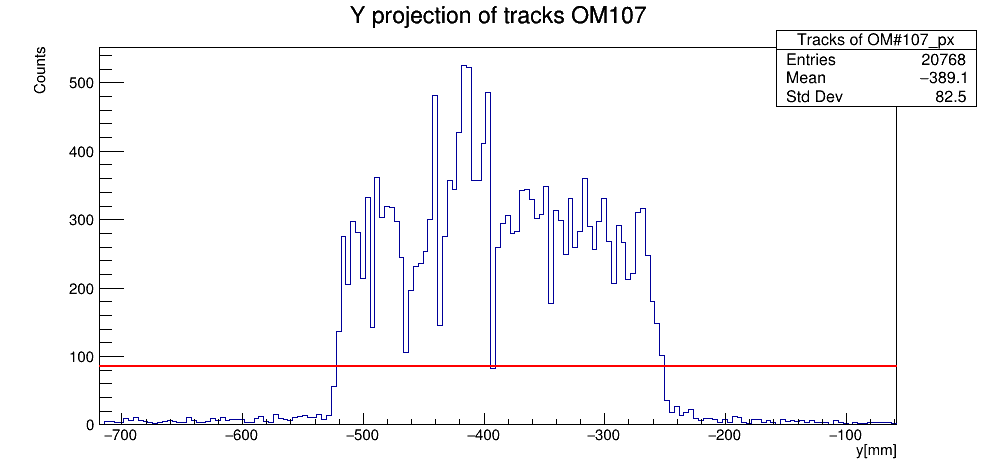 Y projection of tracks OM107
Tracks of OM#107_px
Entries 20768
Mean −389.1
Std Dev 82.5
Counts
500
400
300
200
100
0
−700 −600 −500 −400 −300 −200 −100
y[mm]